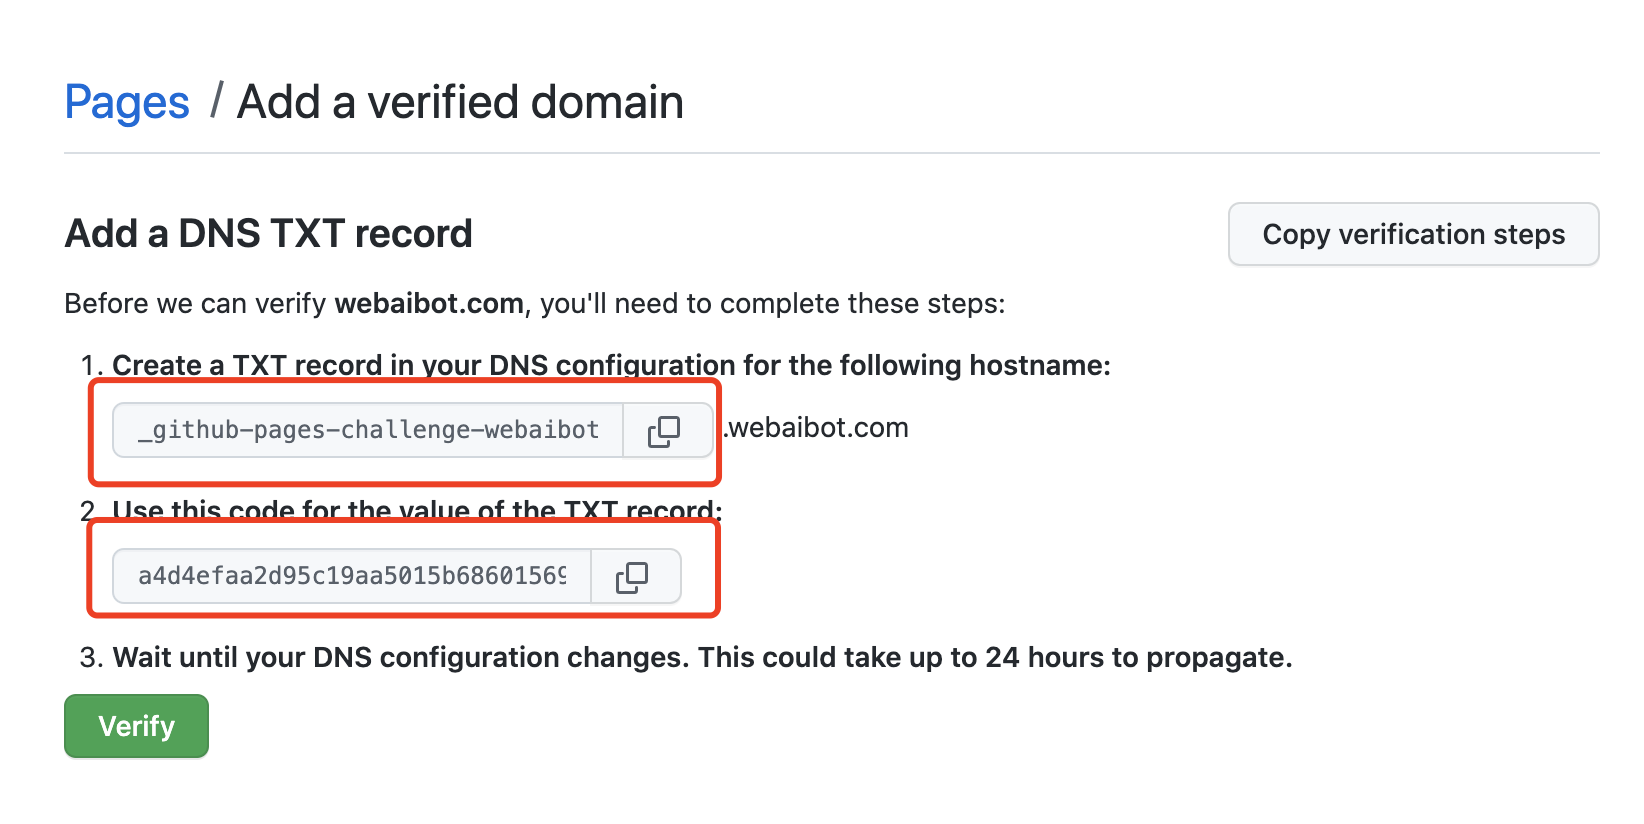 Pages / Add a verified domain
Add a DNS TXT record
Copy verification steps
Before we can verify webaibot.com, you'll need to complete these steps:
1. Create a TXT record in your DNS configuration for the following hostname:
_github-pages-challenge-webaibot .webaibot.com
2. Use this code for the value of the TXT record:
a4d4efaa2d95c19aa5015b68601569
3. Wait until your DNS configuration changes. This could take up to 24 hours to propagate.
Verify